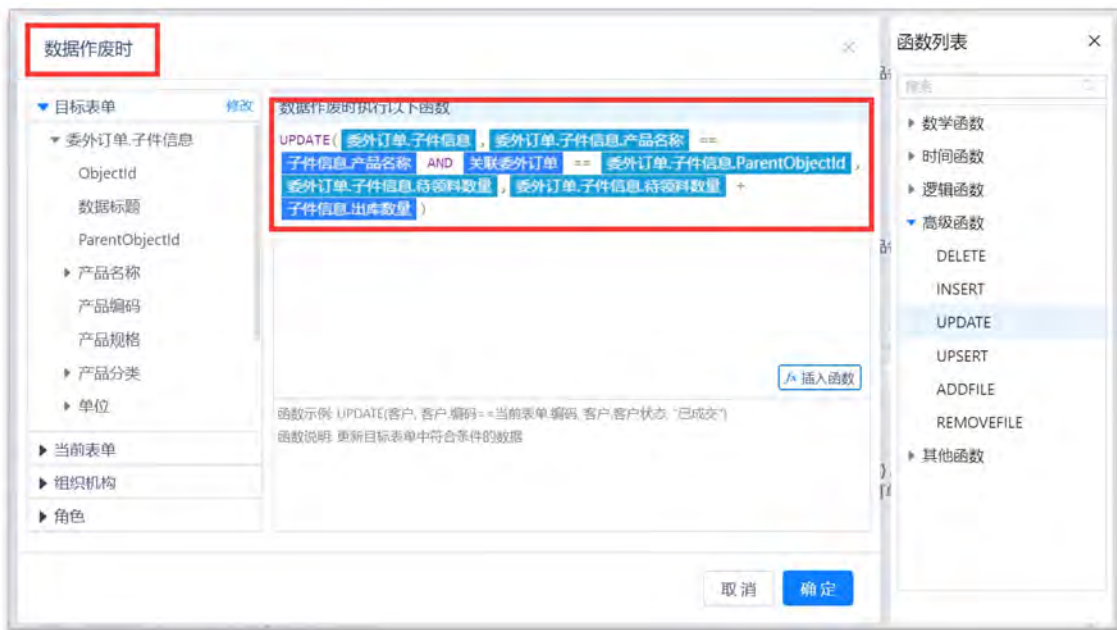 数据作废时
目标表单 修改
委外订单.子件信息
ObjectId
数据标题
ParentObjectId
产品名称
产品编码
产品规格
产品分类
单位
当前表单
组织机构
角色
数据作废时执行以下函数
UPDATE( 委外订单.子件信息 , 委外订单.子件信息.产品名称 ==
子件信息.产品名称 AND 关联委外订单 == 委外订单.子件信息.ParentObjectId ,
委外订单.子件信息.待领料数量 , 委外订单.子件信息.待领料数量 +
子件信息.出库数量 )
fx 插入函数
函数示例: UPDATE(客户, 客户.编码==当前表单.编码, 客户.客户状态, "已成交")
函数说明: 更新目标表单中符合条件的数据
取消 确定
函数列表
搜索
数学函数
时间函数
逻辑函数
高级函数
DELETE
INSERT
UPDATE
UPSERT
ADDFILE
REMOVEFILE
其他函数